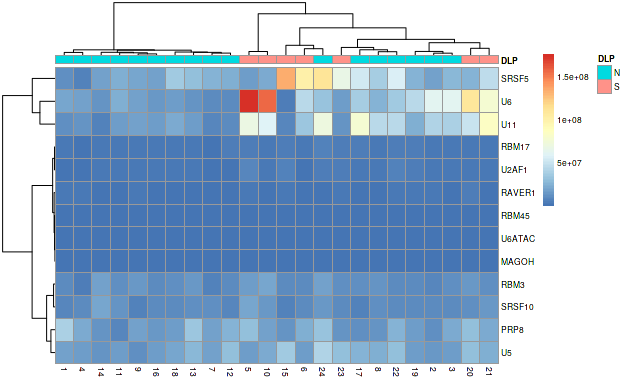 DLP
SRSF5
U6
U11
RBM17
U2AF1
RAVER1
RBM45
U6ATAC
MAGOH
RBM3
SRSF10
PRP8
U5
1 4 14 11 9 16 18 13 7 12 5 10 15 6 24 23 17 8 22 19 2 3 20 21
1.5e+08
1e+08
5e+07
DLP
N
S